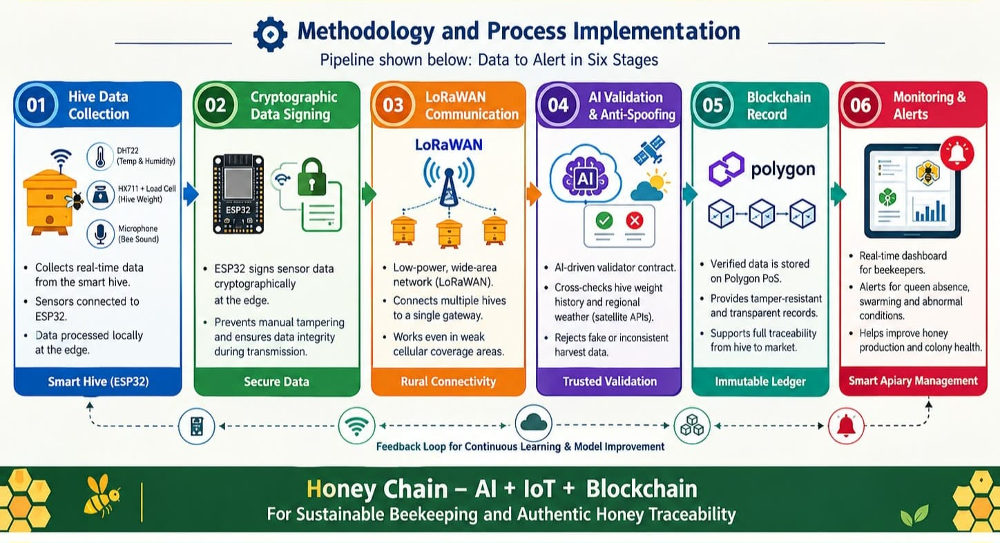 Methodology and Process Implementation
Pipeline shown below: Data to Alert in Six Stages
01
Hive Data
Collection
DHT22
(Temp & Humidity)
HX711 + Load Cell
(Hive Weight)
Microphone
(Bee Sound)
• Collects real-time data
from the smart hive.
• Sensors connected to
ESP32.
• Data processed locally
at the edge.
Smart Hive (ESP32)
02
Cryptographic
Data Signing
ESP32
• ESP32 signs sensor data
cryptographically
at the edge.
• Prevents manual tampering
and ensures data integrity
during transmission.
Secure Data
03
LoRaWAN
Communication
LoRaWAN
• Low-power, wide-area
network (LoRaWAN).
• Connects multiple hives
to a single gateway.
• Works even in weak
cellular coverage areas.
Rural Connectivity
04
AI Validation
& Anti-Spoofing
AI
• AI-driven validator contract.
• Cross-checks hive weight
history and regional
weather (satellite APIs).
• Rejects fake or inconsistent
harvest data.
Trusted Validation
05
Blockchain
Record
polygon
• Verified data is stored
on Polygon PoS.
• Provides tamper-resistant
and transparent records.
• Supports full traceability
from hive to market.
Immutable Ledger
06
Monitoring &
Alerts
• Real-time dashboard
for beekeepers.
• Alerts for queen absence,
swarming and abnormal
conditions.
• Helps improve honey
production and colony health.
Smart Apiary Management
Feedback Loop for Continuous Learning & Model Improvement
Honey Chain – AI + IoT + Blockchain
For Sustainable Beekeeping and Authentic Honey Traceability